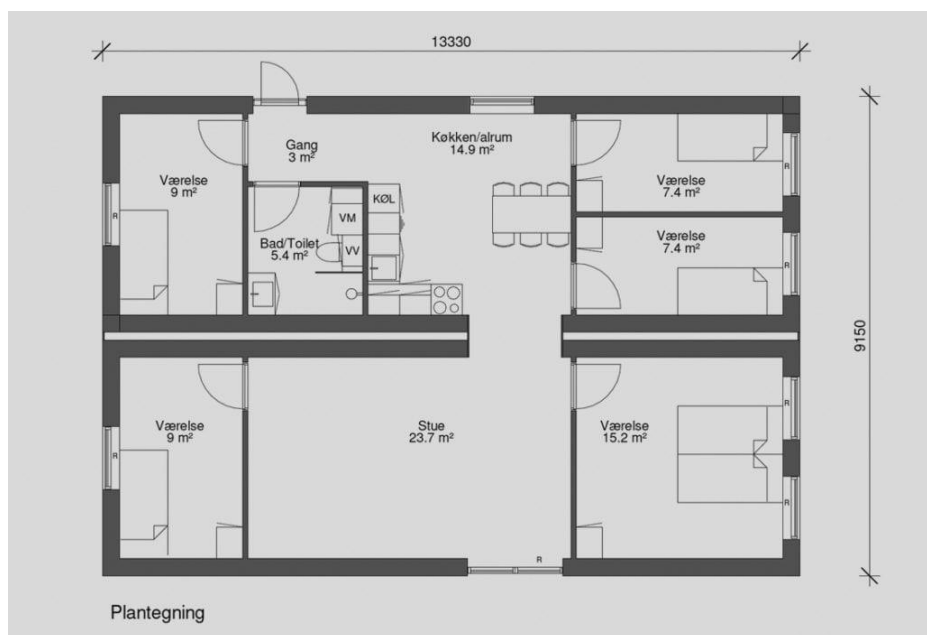 13330
Gang
3 m²
Køkken/alrum
14.9 m²
Værelse
9 m²
Værelse
7.4 m²
R
R
KØL
VM
Bad/Toilet
5.4 m²
VV
Værelse
7.4 m²
R
9150
Værelse
9 m²
R
Stue
23.7 m²
Værelse
15.2 m²
R
R
R
Plantegning